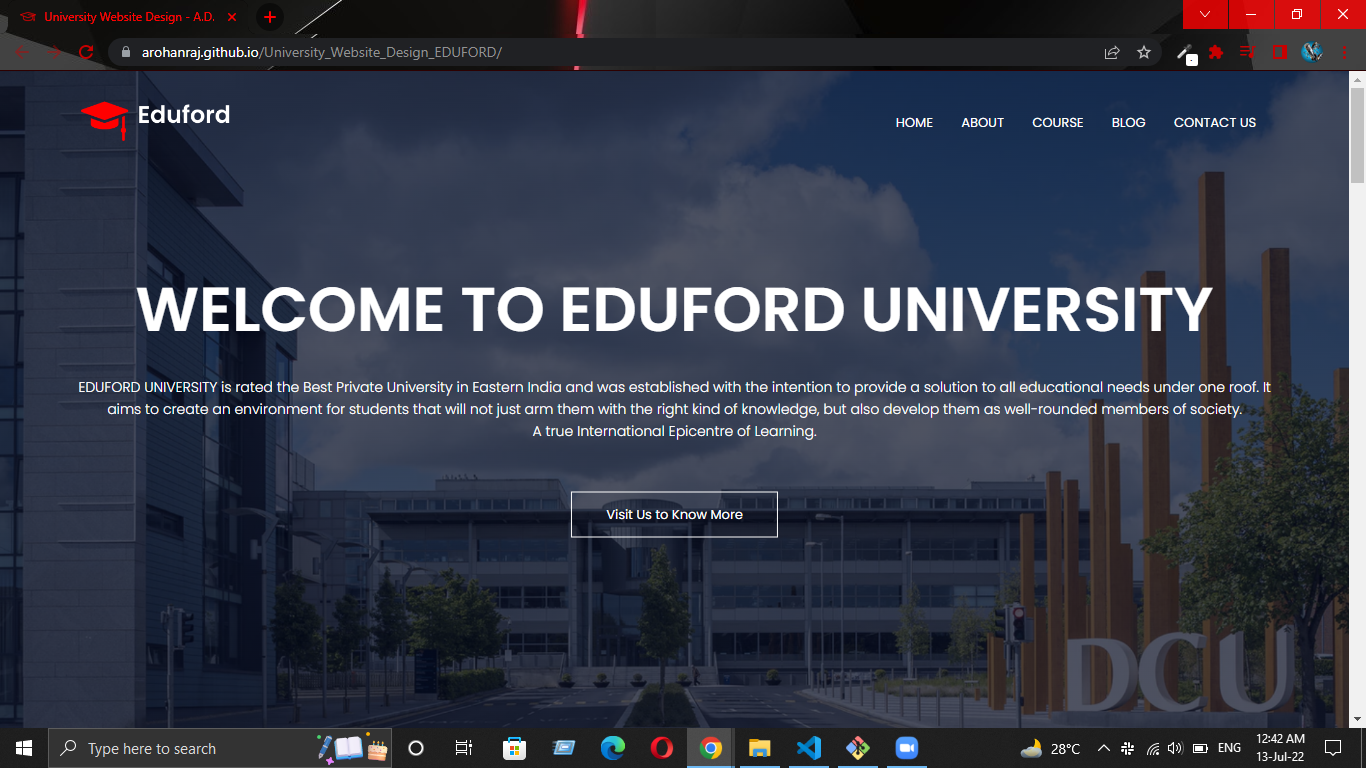 University Website Design - A.D.
arohanraj.github.io/University_Website_Design_EDUFORD/
Eduford
HOME ABOUT COURSE BLOG CONTACT US
WELCOME TO EDUFORD UNIVERSITY
EDUFORD UNIVERSITY is rated the Best Private University in Eastern India and was established with the intention to provide a solution to all educational needs under one roof. It
aims to create an environment for students that will not just arm them with the right kind of knowledge, but also develop them as well-rounded members of society.
A true International Epicentre of Learning.
Visit Us to Know More
DCU
Type here to search
28°C
ENG
12:42 AM
13-Jul-22